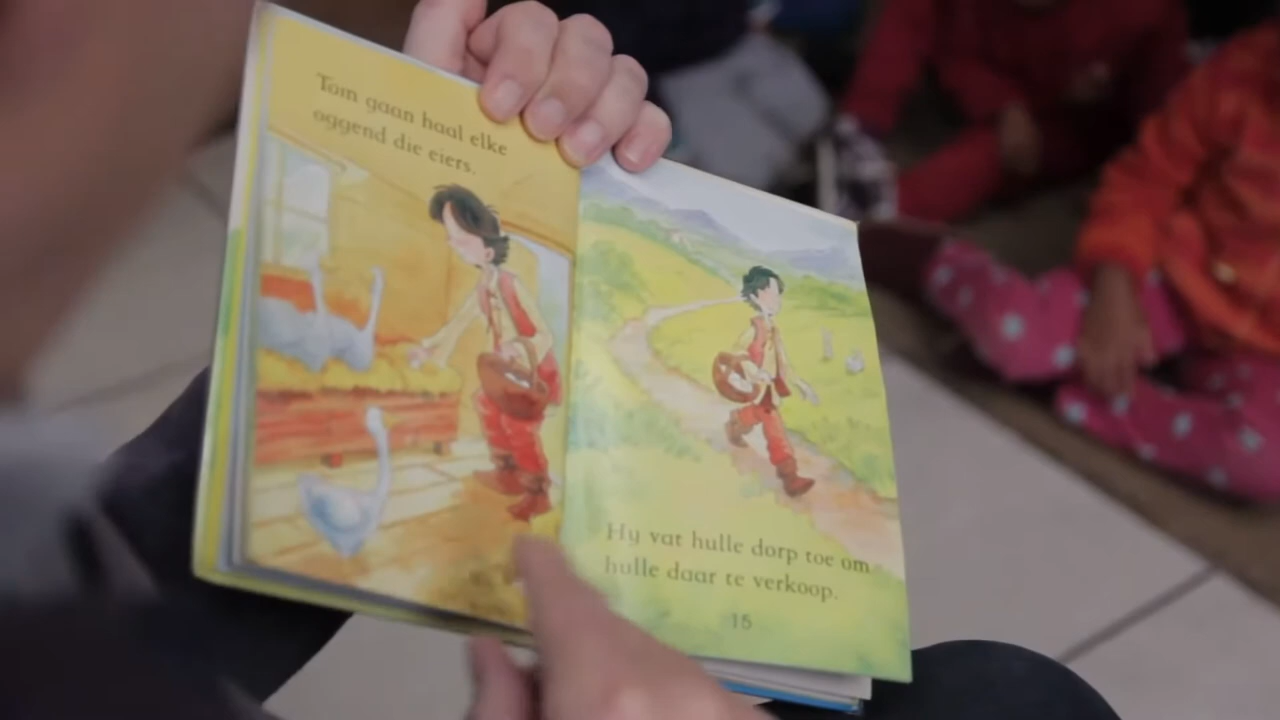 Tom gaan haal elke
oggend die eiers.
Hy vat hulle dorp toe om
hulle daar te verkoop.
15